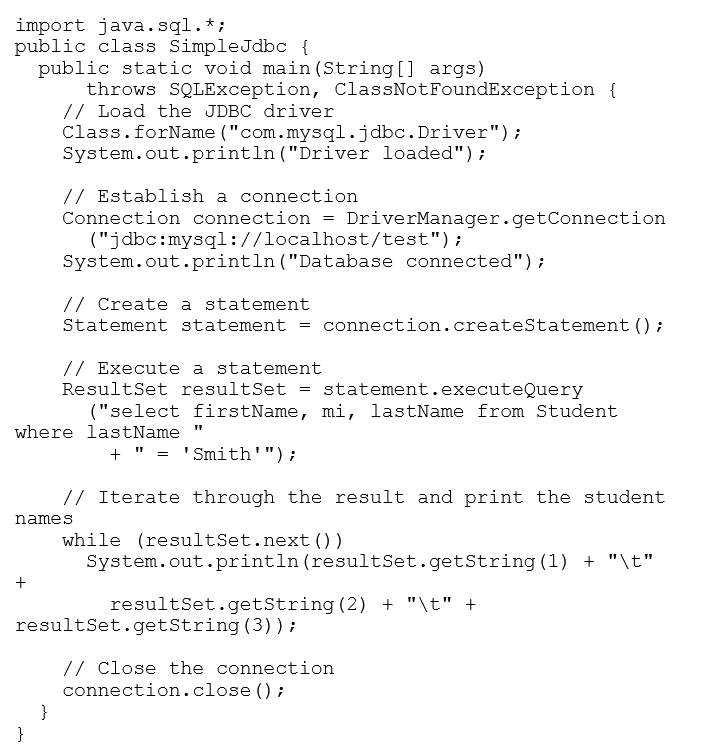 import java.sql.*;
public class SimpleJdbc {
  public static void main(String[] args)
      throws SQLException, ClassNotFoundException {
    // Load the JDBC driver
    Class.forName("com.mysql.jdbc.Driver");
    System.out.println("Driver loaded");

    // Establish a connection
    Connection connection = DriverManager.getConnection
      ("jdbc:mysql://localhost/test");
    System.out.println("Database connected");

    // Create a statement
    Statement statement = connection.createStatement();

    // Execute a statement
    ResultSet resultSet = statement.executeQuery
      ("select firstName, mi, lastName from Student
where lastName "
        + " = 'Smith'");

    // Iterate through the result and print the student
names
    while (resultSet.next())
      System.out.println(resultSet.getString(1) + "\t"
+
        resultSet.getString(2) + "\t" +
resultSet.getString(3));

    // Close the connection
    connection.close();
  }
}